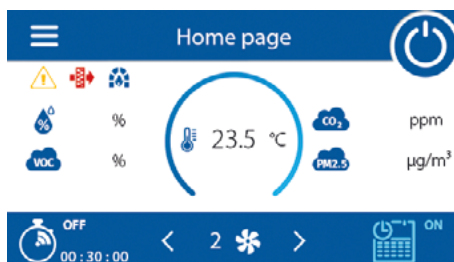 Home page
% %
23.5 °C
CO₂ ppm
VOC %
PM2.5 µg/m³
OFF
00:30:00
< 2 >
ON